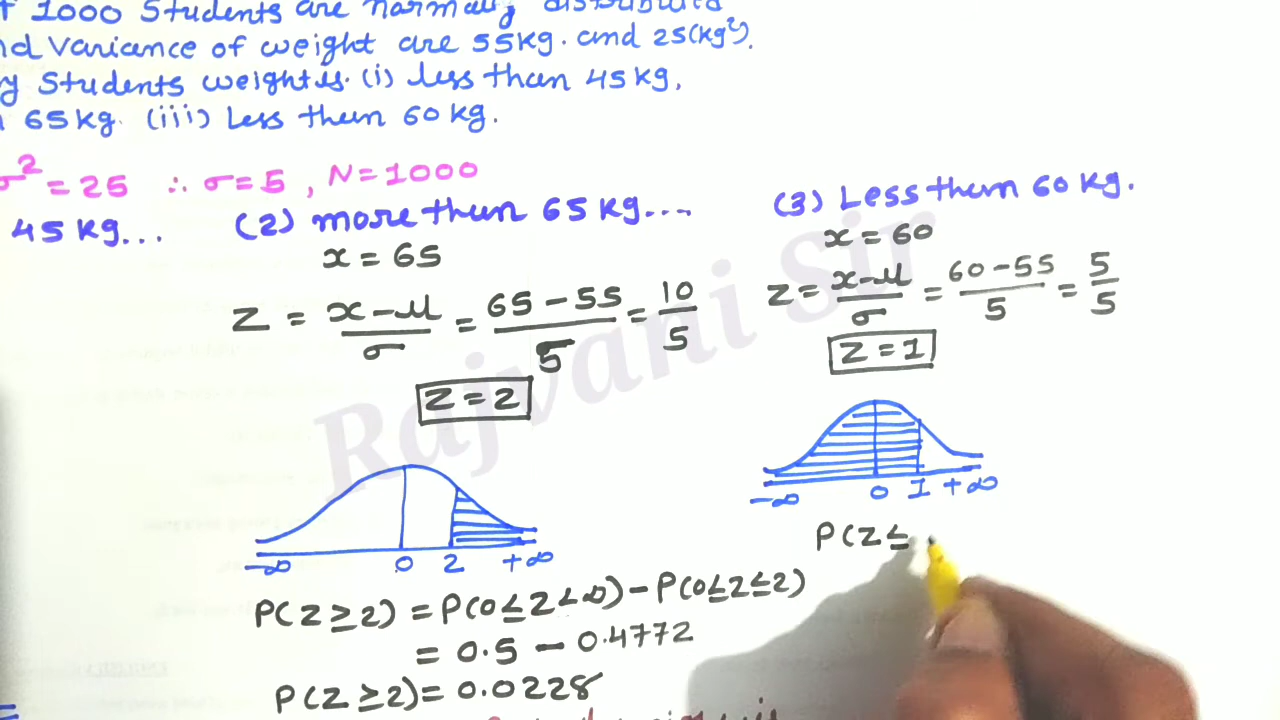 1000 Students are normally distributed
Variance of weight are 55kg. and 25(kg²).
Students weights. (i) less than 45kg,
65kg. (iii) Less then 60kg.
σ² = 25 ∴ σ=5 , N=1000
45kg... (2) more then 65kg.... (3) Less then 60kg.
x = 65
x = 60
Z = x-μ/σ = 65-55/5 = 10/5
Z = x-μ/σ = 60-55/5 = 5/5
Z = 2
Z = 1
-∞ 0 2 +∞
-∞ 0 1 +∞
P(Z≤
P(Z≥2) = P(0≤Z<∞) - P(0≤Z≤2)
= 0.5 - 0.4772
P(Z≥2) = 0.0228
Rajvani Sir